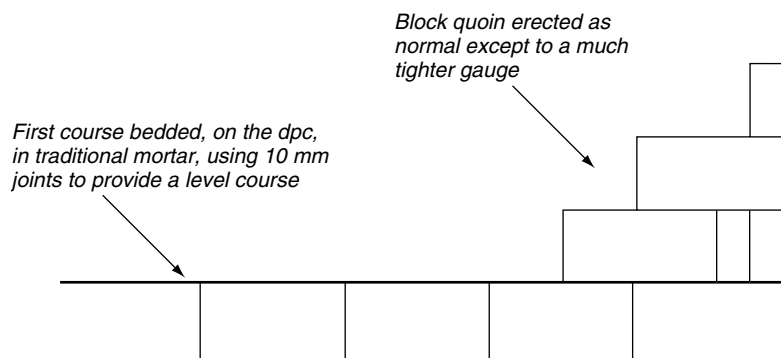 Block quoin erected as
normal except to a much
tighter gauge
First course bedded, on the dpc,
in traditional mortar, using 10 mm
joints to provide a level course